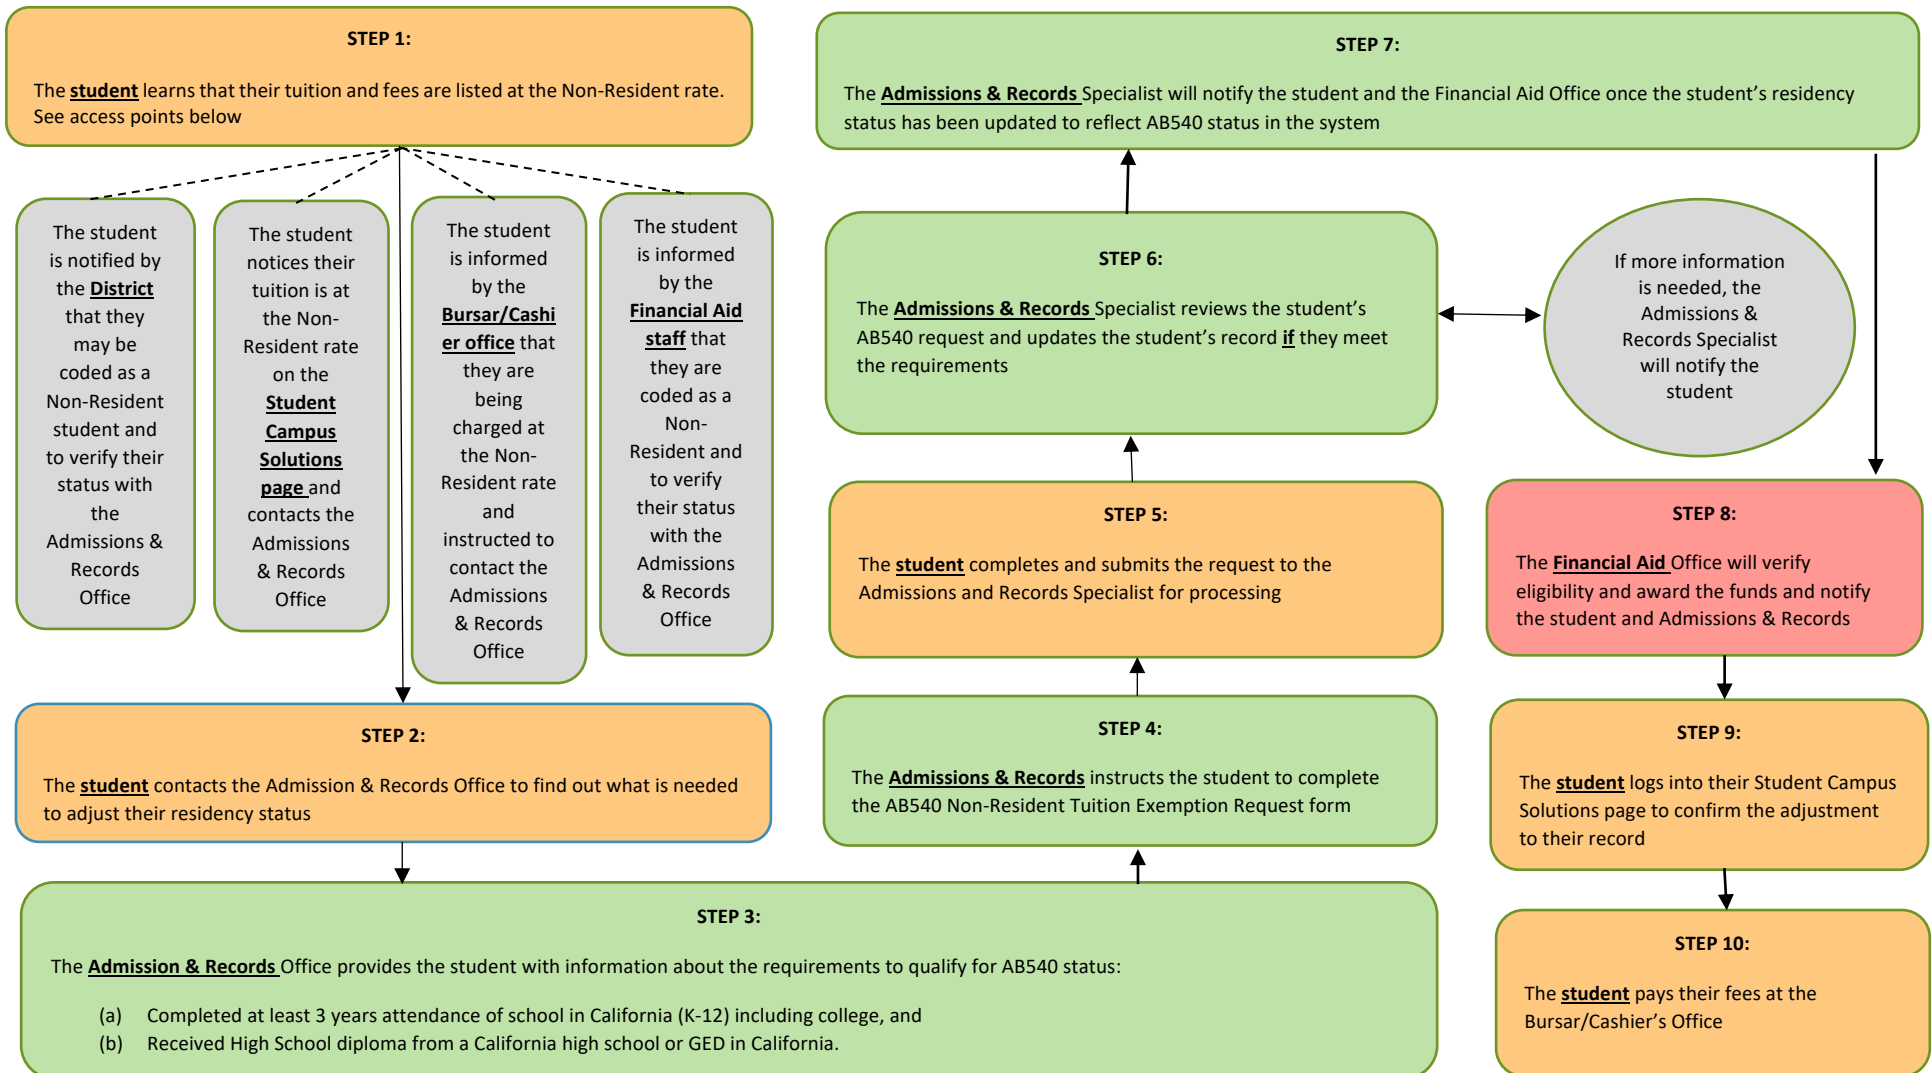 STEP 1:
The student learns that their tuition and fees are listed at the Non-Resident rate.
See access points below
The student
is notified by
the District
that they
may be
coded as a
Non-Resident
student and
to verify their
status with
the
Admissions &
Records
Office
The student
notices their
tuition is at
the Non-
Resident rate
on the
Student
Campus
Solutions
page and
contacts the
Admissions
& Records
Office
The student
is informed
by the
Bursar/Cashi
er office that
they are
being
charged at
the Non-
Resident rate
and
instructed to
contact the
Admissions
& Records
Office
The student
is informed
by the
Financial Aid
staff that
they are
coded as a
Non-
Resident and
to verify
their status
with the
Admissions
& Records
Office
STEP 2:
The student contacts the Admission & Records Office to find out what is needed
to adjust their residency status
STEP 3:
The Admission & Records Office provides the student with information about the requirements to qualify for AB540 status:
(a) Completed at least 3 years attendance of school in California (K-12) including college, and
(b) Received High School diploma from a California high school or GED in California.
STEP 4:
The Admissions & Records instructs the student to complete
the AB540 Non-Resident Tuition Exemption Request form
STEP 5:
The student completes and submits the request to the
Admissions and Records Specialist for processing
STEP 6:
The Admissions & Records Specialist reviews the student's
AB540 request and updates the student's record if they meet
the requirements
If more information
is needed, the
Admissions &
Records Specialist
will notify the
student
STEP 7:
The Admissions & Records Specialist will notify the student and the Financial Aid Office once the student's residency
status has been updated to reflect AB540 status in the system
STEP 8:
The Financial Aid Office will verify
eligibility and award the funds and notify
the student and Admissions & Records
STEP 9:
The student logs into their Student Campus
Solutions page to confirm the adjustment
to their record
STEP 10:
The student pays their fees at the
Bursar/Cashier's Office